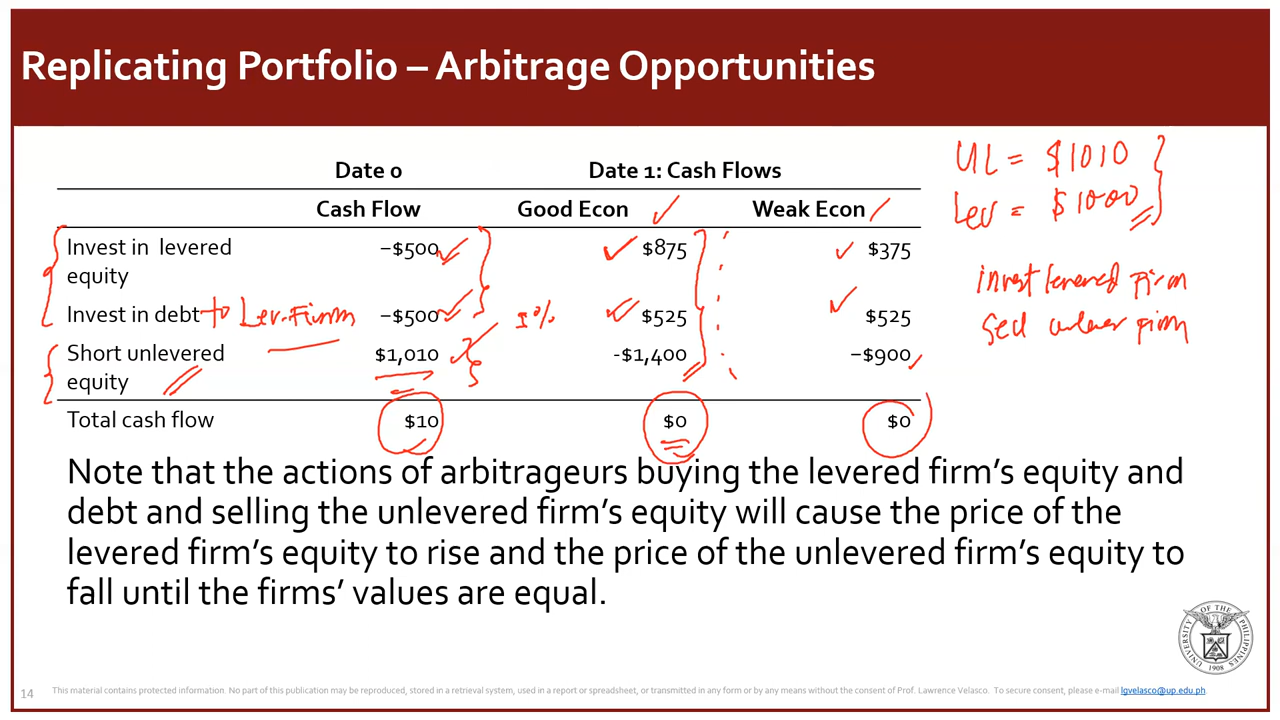 Replicating Portfolio – Arbitrage Opportunities
Date 0 Date 1: Cash Flows
Cash Flow Good Econ Weak Econ
Invest in levered equity −$500 $875 $375
Invest in debt to Lev. Firm −$500 5% $525 $525
Short unlevered equity $1,010 -$1,400 −$900
Total cash flow $10 $0 $0
UL = $1010
Lev = $1000
invest levered firm
sell unlever firm
Note that the actions of arbitrageurs buying the levered firm’s equity and
debt and selling the unlevered firm’s equity will cause the price of the
levered firm’s equity to rise and the price of the unlevered firm’s equity to
fall until the firms’ values are equal.
UNIVERSITY OF THE PHILIPPINES
1908
14 This material contains protected information. No part of this publication may be reproduced, stored in a retrieval system, used in a report or spreadsheet, or transmitted in any form or by any means without the consent of Prof. Lawrence Velasco. To secure consent, please e-mail lgvelasco@up.edu.ph.